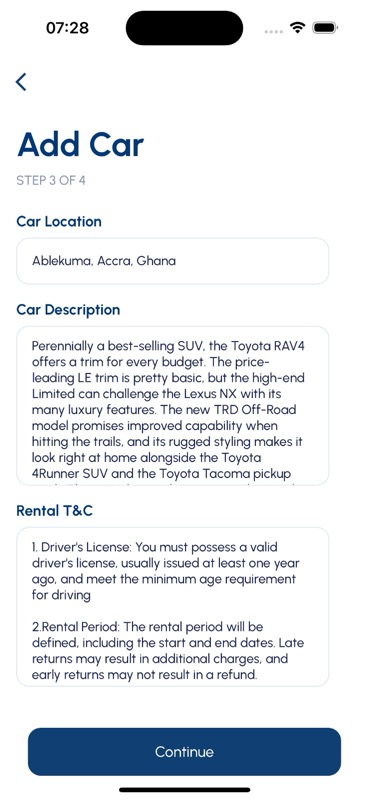 07:28
Add Car
STEP 3 OF 4
Car Location
Ablekuma, Accra, Ghana
Car Description
Perennially a best-selling SUV, the Toyota RAV4
offers a trim for every budget. The price-
leading LE trim is pretty basic, but the high-end
Limited can challenge the Lexus NX with its
many luxury features. The new TRD Off-Road
model promises improved capability when
hitting the trails, and its rugged styling makes it
look right at home alongside the Toyota
4Runner SUV and the Toyota Tacoma pickup
Rental T&C
1. Driver's License: You must possess a valid
driver's license, usually issued at least one year
ago, and meet the minimum age requirement
for driving
2.Rental Period: The rental period will be
defined, including the start and end dates. Late
returns may result in additional charges, and
early returns may not result in a refund.
Continue